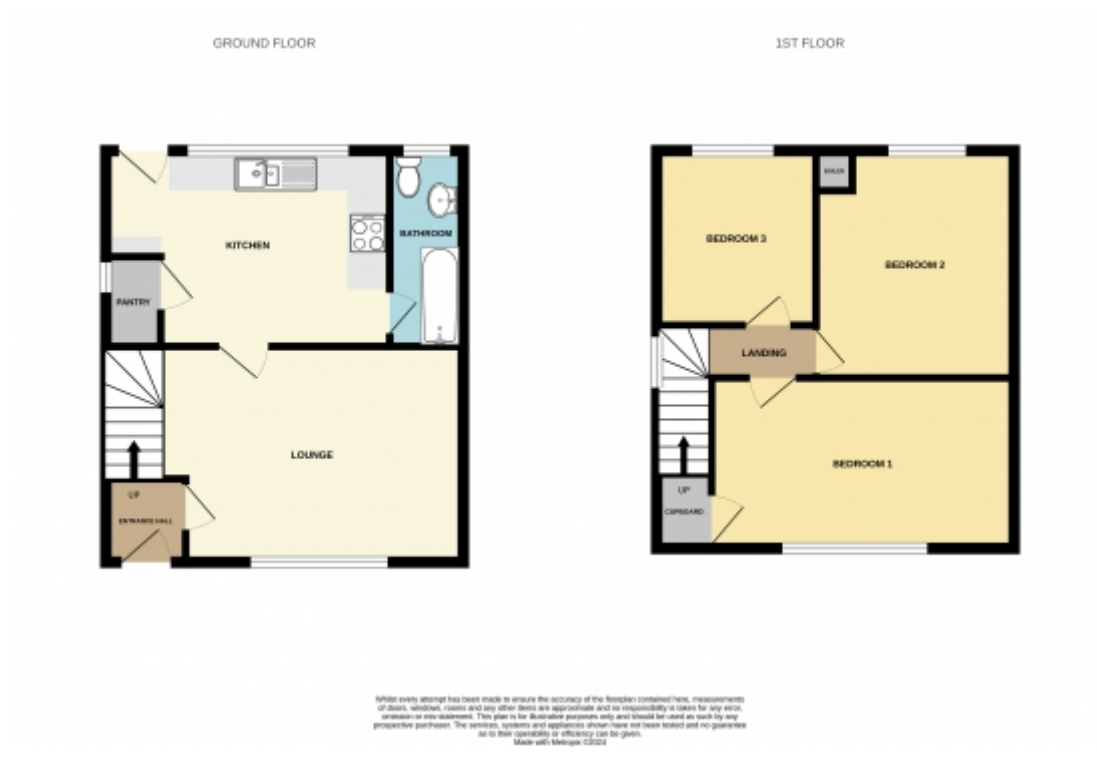 GROUND FLOOR
1ST FLOOR
KITCHEN
BATHROOM
PANTRY
LOUNGE
UP
ENTRANCE HALL
BOILER
BEDROOM 3
BEDROOM 2
LANDING
BEDROOM 1
UP
CUPBOARD
Whilst every attempt has been made to ensure the accuracy of the floorplan contained here, measurements
of doors, windows, rooms and any other items are approximate and no responsibility is taken for any error,
omission or mis-statement. This plan is for illustrative purposes only and should be used as such by any
prospective purchaser. The services, systems and appliances shown have not been tested and no guarantee
as to their operability or efficiency can be given.
Made with Metropix ©2024